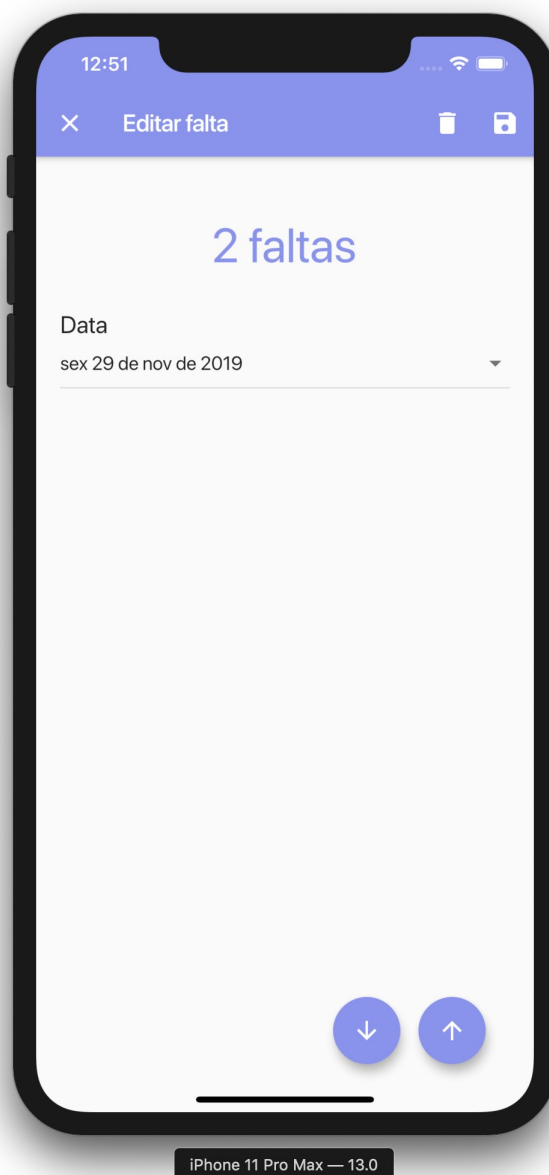 12:51
Editar falta
2 faltas
Data
sex 29 de nov de 2019
iPhone 11 Pro Max — 13.0